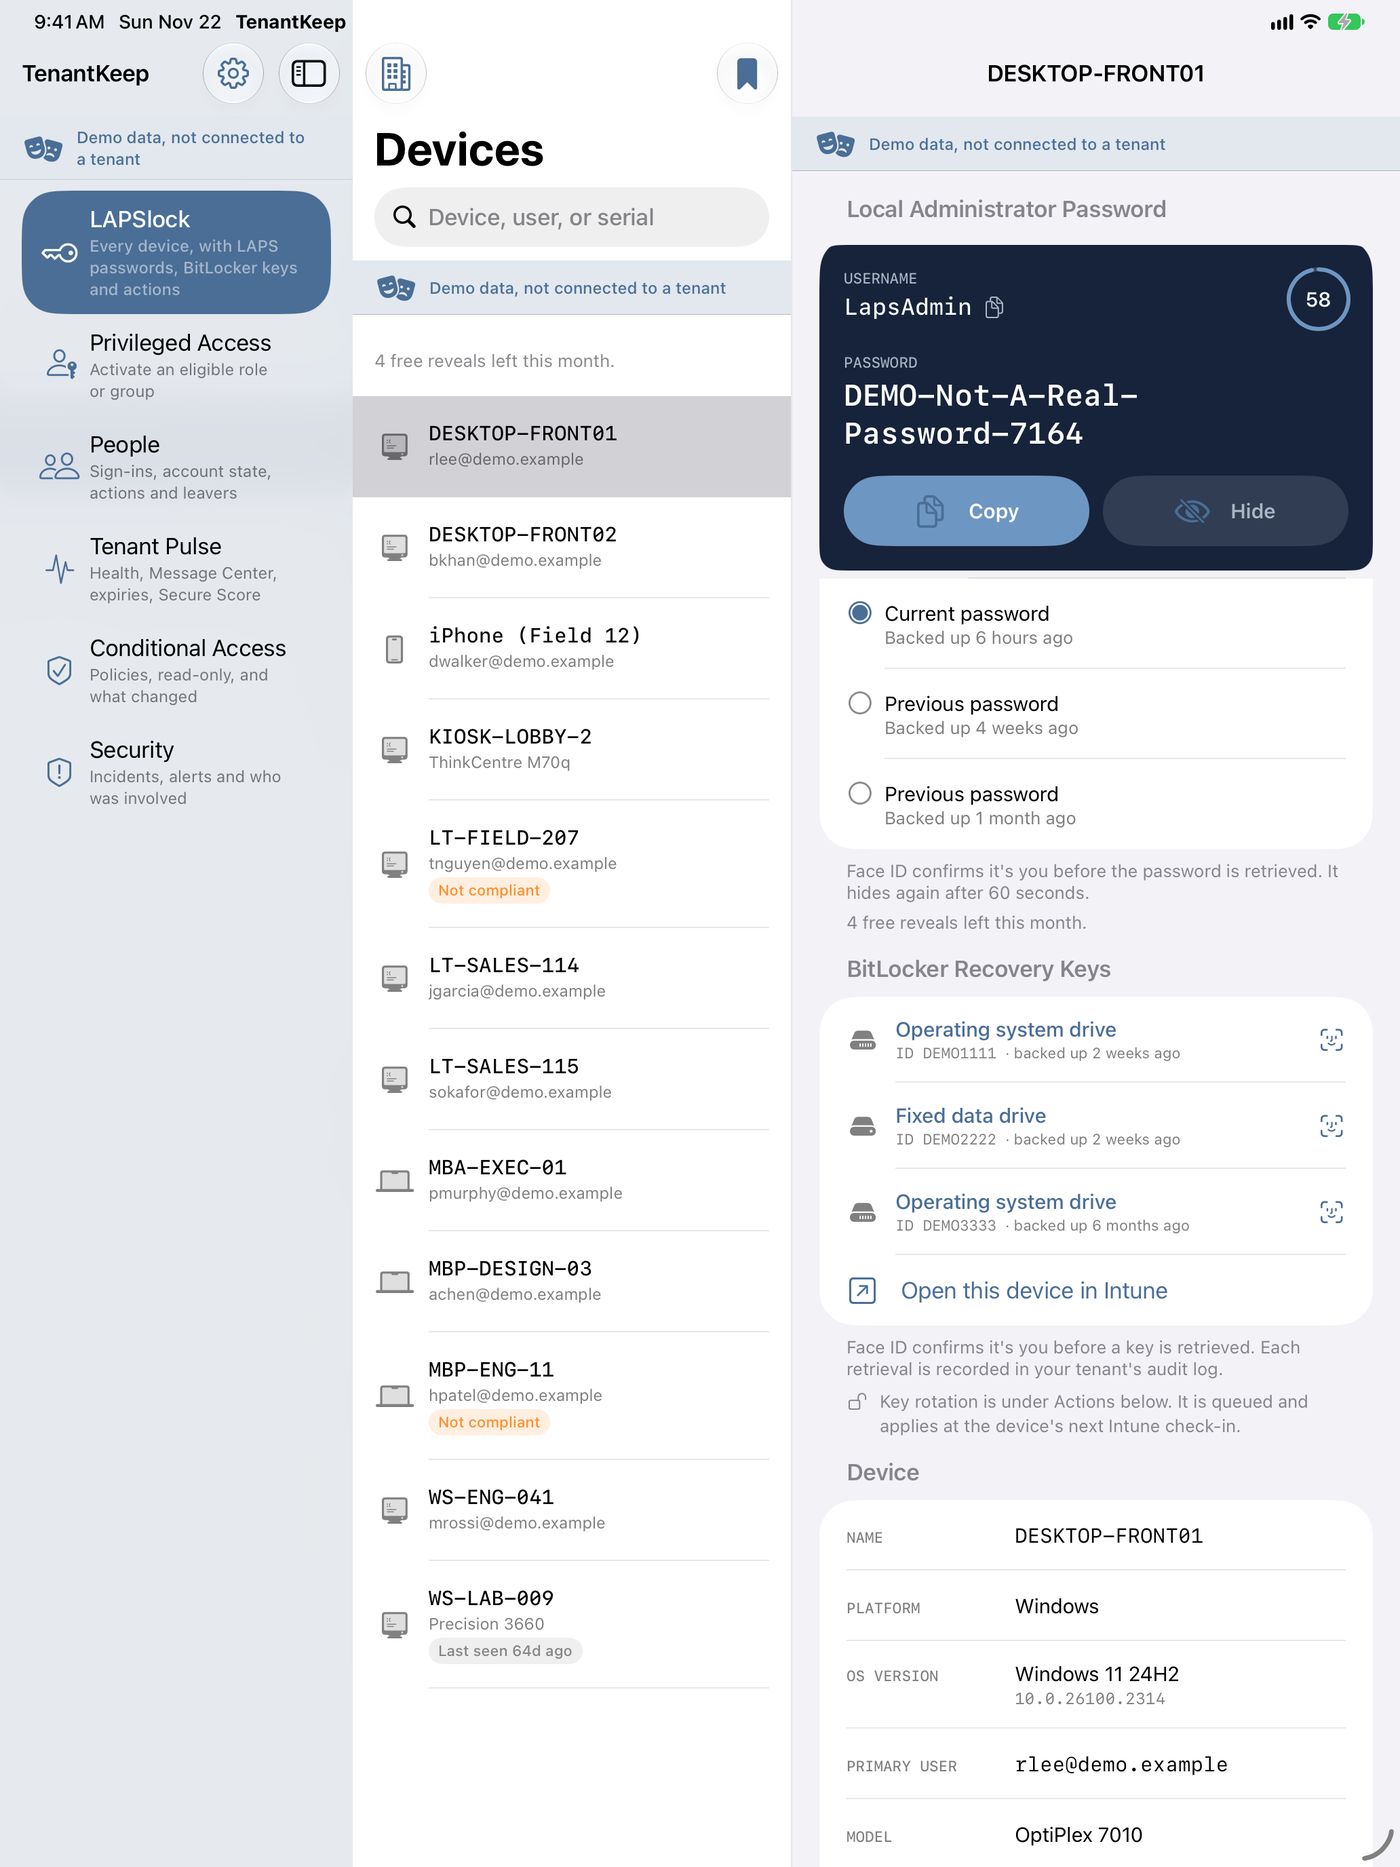 9:41 AM Sun Nov 22 TenantKeep
TenantKeep
Demo data, not connected to
a tenant
LAPSlock
Every device, with LAPS
passwords, BitLocker keys
and actions
Privileged Access
Activate an eligible role
or group
People
Sign-ins, account state,
actions and leavers
Tenant Pulse
Health, Message Center,
expiries, Secure Score
Conditional Access
Policies, read-only, and
what changed
Security
Incidents, alerts and who
was involved
Devices
Device, user, or serial
Demo data, not connected to a tenant
4 free reveals left this month.
DESKTOP-FRONT01
rlee@demo.example
DESKTOP-FRONT02
bkhan@demo.example
iPhone (Field 12)
dwalker@demo.example
KIOSK-LOBBY-2
ThinkCentre M70q
LT-FIELD-207
tnguyen@demo.example
Not compliant
LT-SALES-114
jgarcia@demo.example
LT-SALES-115
sokafor@demo.example
MBA-EXEC-01
pmurphy@demo.example
MBP-DESIGN-03
achen@demo.example
MBP-ENG-11
hpatel@demo.example
Not compliant
WS-ENG-041
mrossi@demo.example
WS-LAB-009
Precision 3660
Last seen 64d ago
DESKTOP-FRONT01
Demo data, not connected to a tenant
Local Administrator Password
USERNAME
LapsAdmin
58
PASSWORD
DEMO-Not-A-Real-
Password-7164
Copy
Hide
Current password
Backed up 6 hours ago
Previous password
Backed up 4 weeks ago
Previous password
Backed up 1 month ago
Face ID confirms it's you before the password is retrieved. It
hides again after 60 seconds.
4 free reveals left this month.
BitLocker Recovery Keys
Operating system drive
ID DEMO1111 · backed up 2 weeks ago
Fixed data drive
ID DEMO2222 · backed up 2 weeks ago
Operating system drive
ID DEMO3333 · backed up 6 months ago
Open this device in Intune
Face ID confirms it's you before a key is retrieved. Each
retrieval is recorded in your tenant's audit log.
Key rotation is under Actions below. It is queued and
applies at the device's next Intune check-in.
Device
NAME DESKTOP-FRONT01
PLATFORM Windows
OS VERSION Windows 11 24H2
10.0.26100.2314
PRIMARY USER rlee@demo.example
MODEL OptiPlex 7010